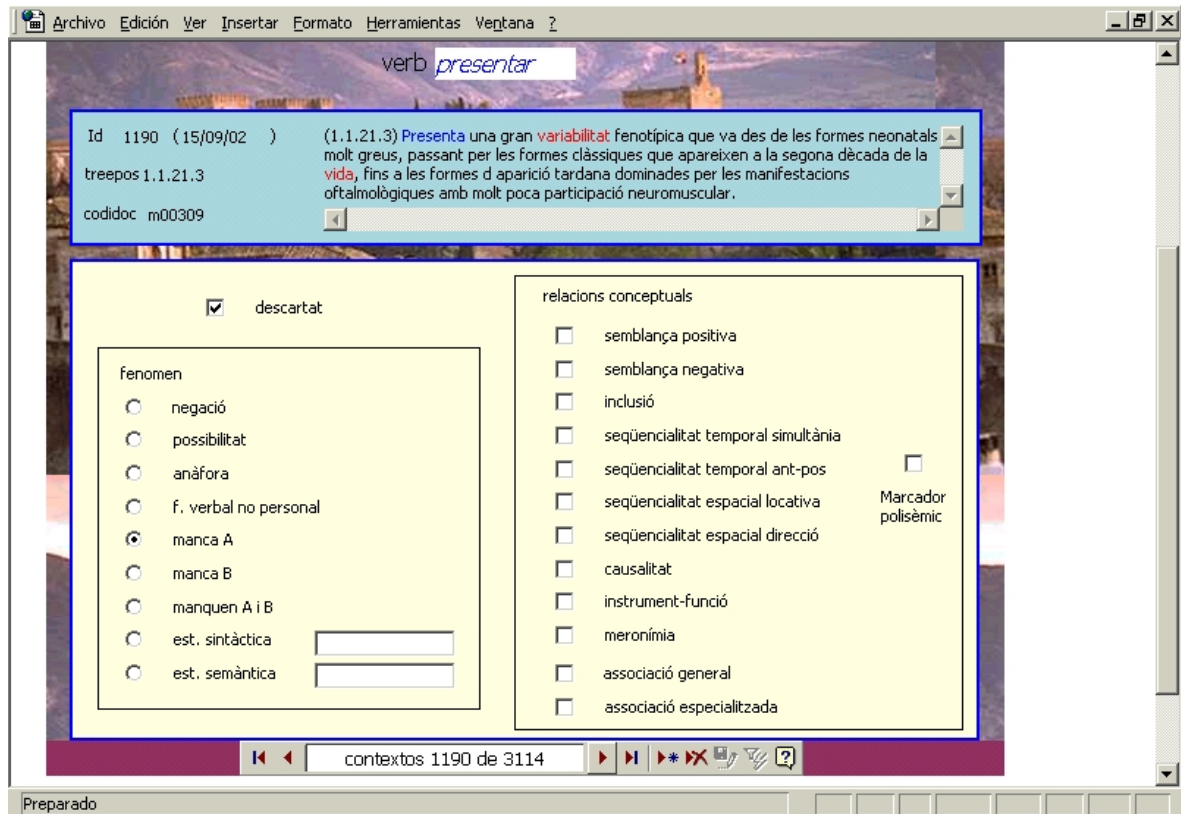 Archivo Edición Ver Insertar Formato Herramientas Ventana ?
verb presentar
Id 1190 (15/09/02 )
treepos 1.1.21.3
codidoc m00309
(1.1.21.3) Presenta una gran variabilitat fenotípica que va des de les formes neonatals
molt greus, passant per les formes clàssiques que apareixen a la segona dècada de la
vida, fins a les formes d aparició tardana dominades per les manifestacions
oftalmològiques amb molt poca participació neuromuscular.
descartat
fenomen
negació
possibilitat
anàfora
f. verbal no personal
manca A
manca B
manquen A i B
est. sintàctica
est. semàntica
relacions conceptuals
semblança positiva
semblança negativa
inclusió
seqüencialitat temporal simultània
seqüencialitat temporal ant-pos
seqüencialitat espacial locativa
seqüencialitat espacial direcció
causalitat
instrument-funció
meronímia
associació general
associació especialitzada
Marcador
polisèmic
contextos 1190 de 3114
Preparado